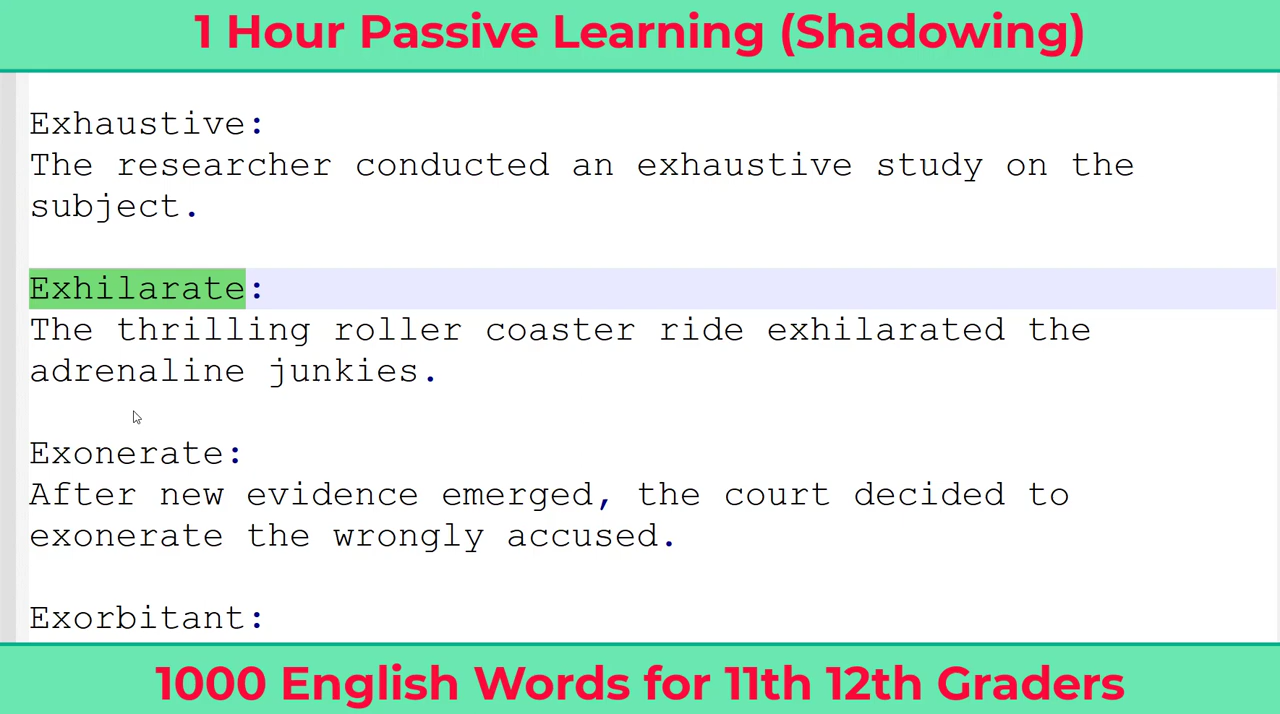 1 Hour Passive Learning (Shadowing)
Exhaustive:
The researcher conducted an exhaustive study on the
subject.
Exhilarate:
The thrilling roller coaster ride exhilarated the
adrenaline junkies.
Exonerate:
After new evidence emerged, the court decided to
exonerate the wrongly accused.
Exorbitant:
1000 English Words for 11th 12th Graders